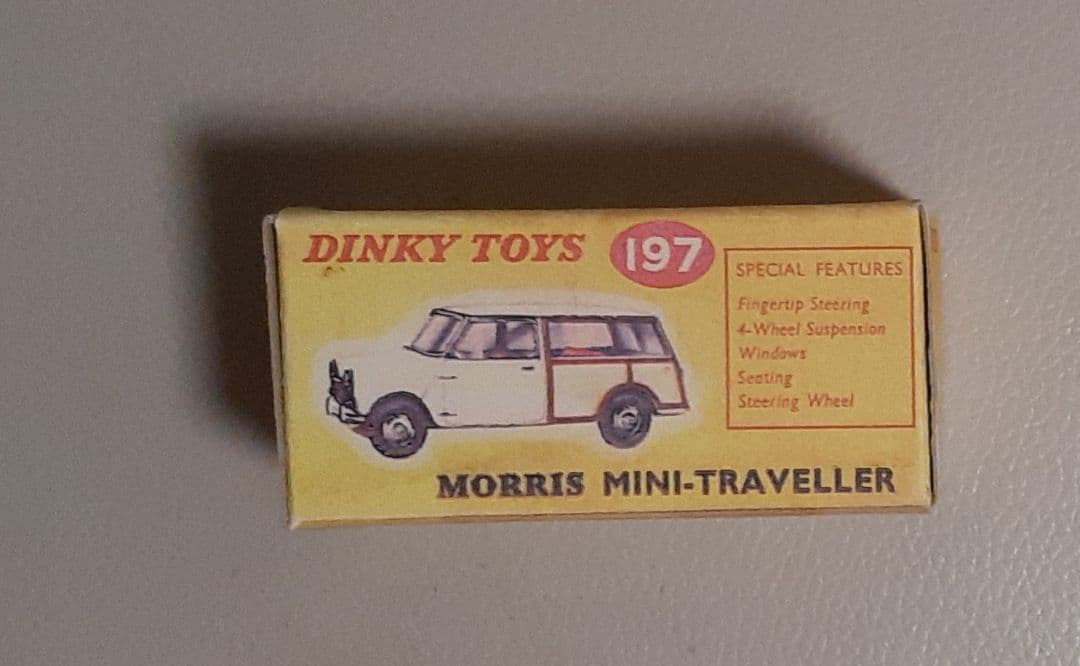 DINKY TOYS 197
SPECIAL FEATURES
Fingertip Steering
4-Wheel Suspension
Windows
Seating
Steering Wheel
MORRIS MINI-TRAVELLER